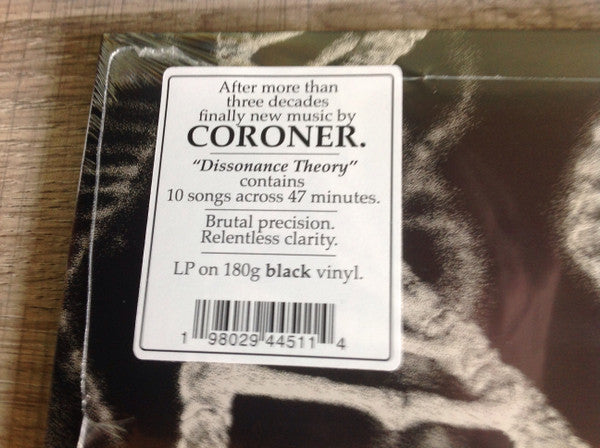 After more than
three decades
finally new music by
CORONER.
“Dissonance Theory”
contains
10 songs across 47 minutes.
Brutal precision.
Relentless clarity.
LP on 180g black vinyl.
1 98029 44511 4